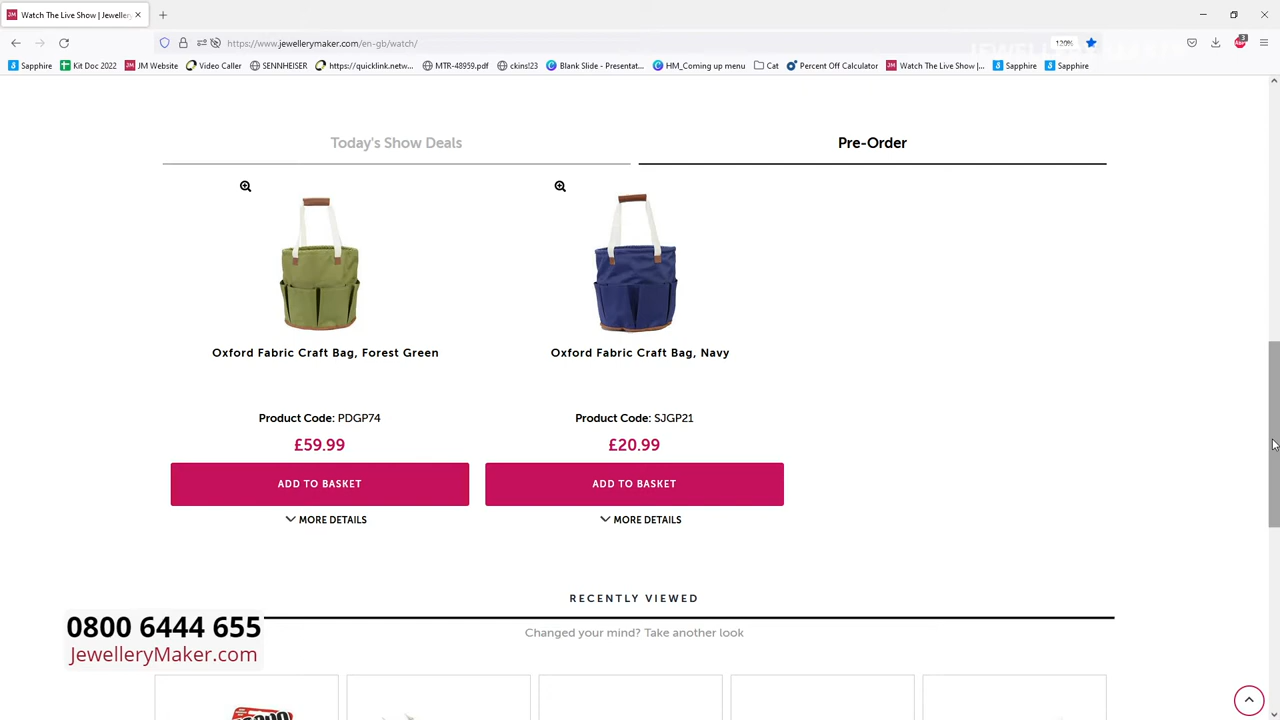 Watch The Live Show | Jeweller
https://www.jewellerymaker.com
gb/watch/
120%
Sapphire
Kit Doc 2022
JM Website
Video Caller
SENNHEISER
https://quicklink.netw...
MTR-48959.pdf
ckins!23
Blank Slide - Presentat...
HM_Coming up menu
Cat
Percent Off Calculator
Watch The Live Show |...
Sapphire
Sapphire
Today's Show Deals
Pre-Order
Oxford Fabric Craft Bag, Forest Green
Oxford Fabric Craft Bag, Navy
Product Code: PDGP74
Product Code: SJGP21
£59.99
£20.99
ADD TO BASKET
ADD TO BASKET
MORE DETAILS
MORE DETAILS
RECENTLY VIEWED
Changed your mind? Take another look
0800 6444 655
JewelleryMaker.com